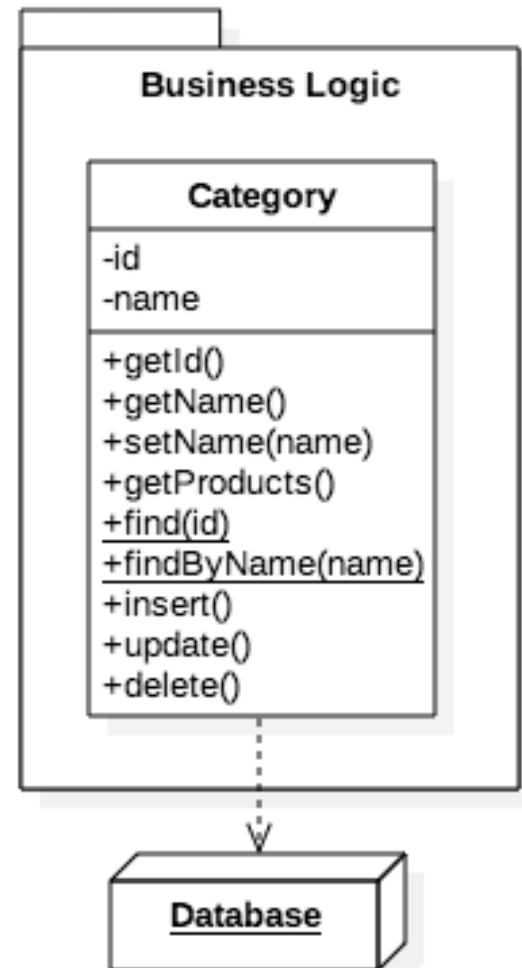 Business Logic
Category
-id
-name
+getId()
+getName()
+setName(name)
+getProducts()
+find(id)
+findByName(name)
+insert()
+update()
+delete()
Database